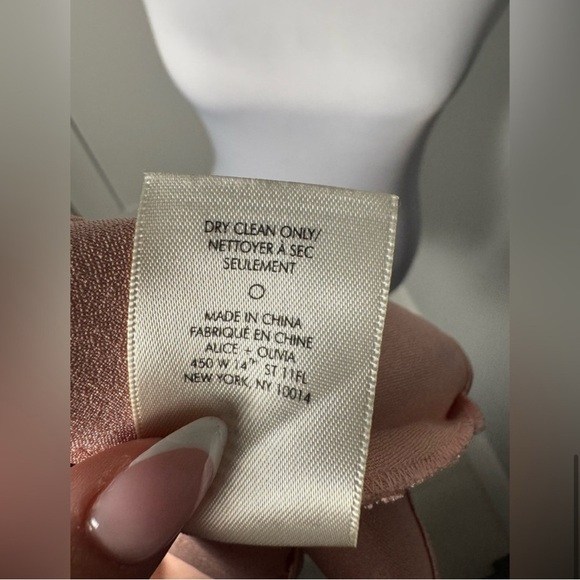 DRY CLEAN ONLY/
NETTOYER À SEC
SEULEMENT
MADE IN CHINA
FABRIQUÉ EN CHINE
ALICE + OLIVIA
450 W 14TH ST 11FL
NEW YORK, NY 10014